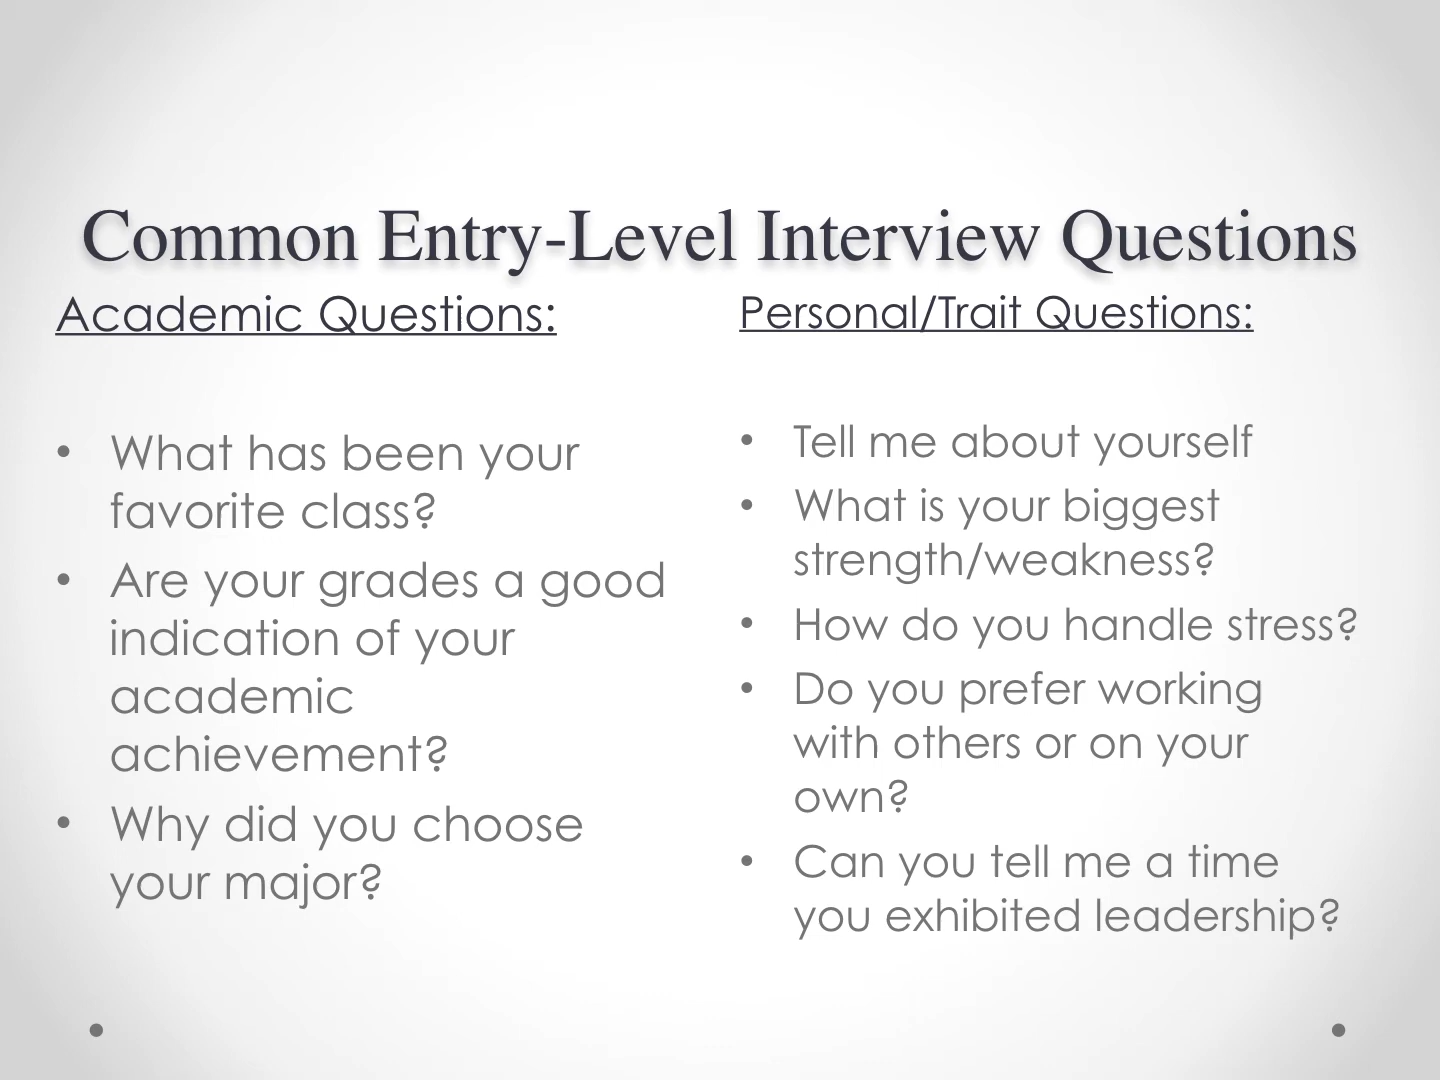 Common Entry-Level Interview Questions
Academic Questions:
• What has been your
favorite class?
• Are your grades a good
indication of your
academic
achievement?
• Why did you choose
your major?
Personal/Trait Questions:
• Tell me about yourself
• What is your biggest
strength/weakness?
• How do you handle stress?
• Do you prefer working
with others or on your
own?
• Can you tell me a time
you exhibited leadership?